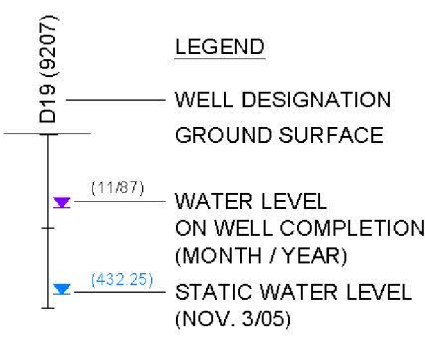 D19 (9207)
LEGEND
WELL DESIGNATION
GROUND SURFACE
(11/87)
WATER LEVEL
ON WELL COMPLETION
(MONTH / YEAR)
(432.25)
STATIC WATER LEVEL
(NOV. 3/05)